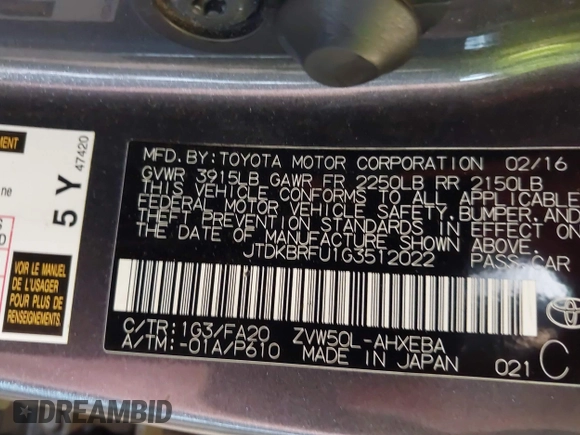 MFD. BY: TOYOTA MOTOR CORPORATION 02/16
GVWR 3915LB GAWR FR 2250LB RR 2150LB
THIS VEHICLE CONFORMS TO ALL APPLICABLE
FEDERAL MOTOR VEHICLE SAFETY, BUMPER, AND
THEFT PREVENTION STANDARDS IN EFFECT ON
THE DATE OF MANUFACTURE SHOWN ABOVE.
JTDKBRFU1G3512022 PASS. CAR
C/TR: 1G3/FA20 ZVW50L-AHXEBA
A/TM: -01A/P610 MADE IN JAPAN 021 C
TOYOTA
5 Y 47420
MENT
ne
S
D
VOIR LE MANUEL
DE L'USAGER
POUR PLUS DE
RENSEIGNEMENTS
DREAMBID